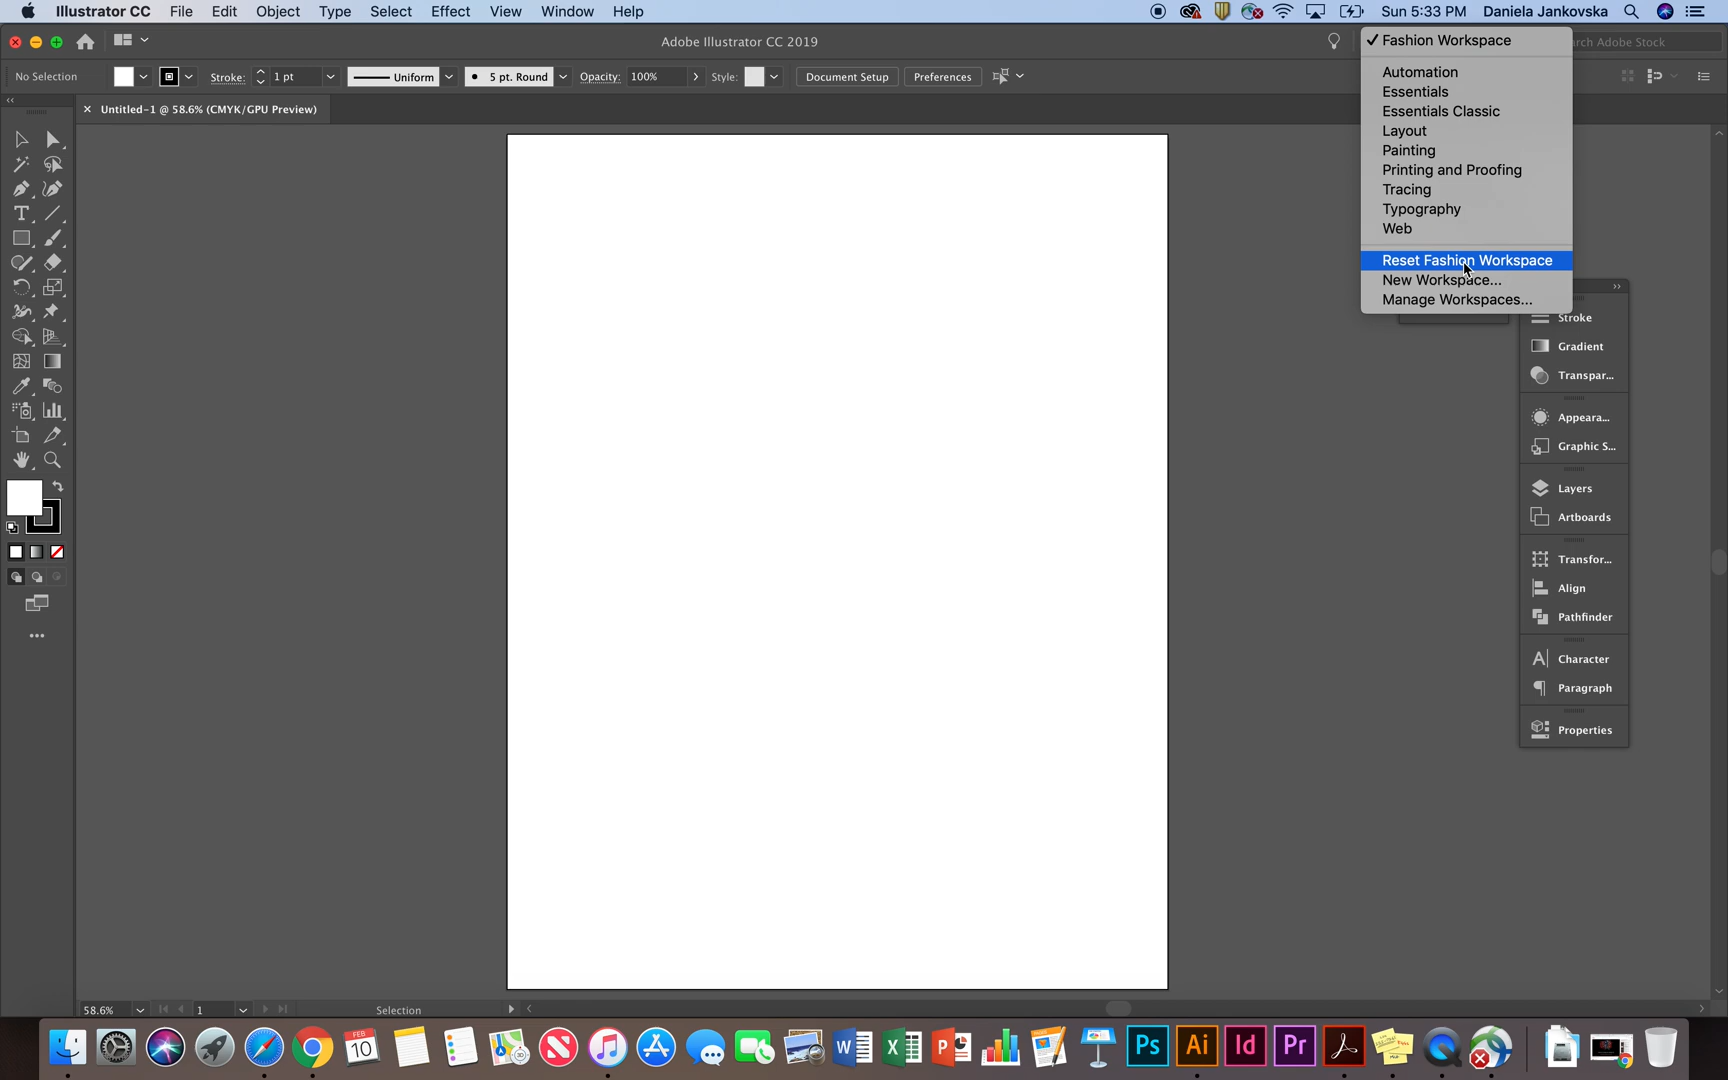 Illustrator CC File Edit Object Type Select Effect View Window Help Sun 5:33 PM Daniela Jankovska
Adobe Illustrator CC 2019
rch Adobe Stock
No Selection Stroke: 1 pt Uniform 5 pt. Round Opacity: 100% Style: Document Setup Preferences
× Untitled-1 @ 58.6% (CMYK/GPU Preview)
✓ Fashion Workspace
Automation
Essentials
Essentials Classic
Layout
Painting
Printing and Proofing
Tracing
Typography
Web
Reset Fashion Workspace
New Workspace...
Manage Workspaces...
Stroke
Gradient
Transpar...
Appeara...
Graphic S...
Layers
Artboards
Transfor...
Align
Pathfinder
Character
Paragraph
Properties
58.6% 1 Selection
FEB
10
W X P Ps Ai Id Pr